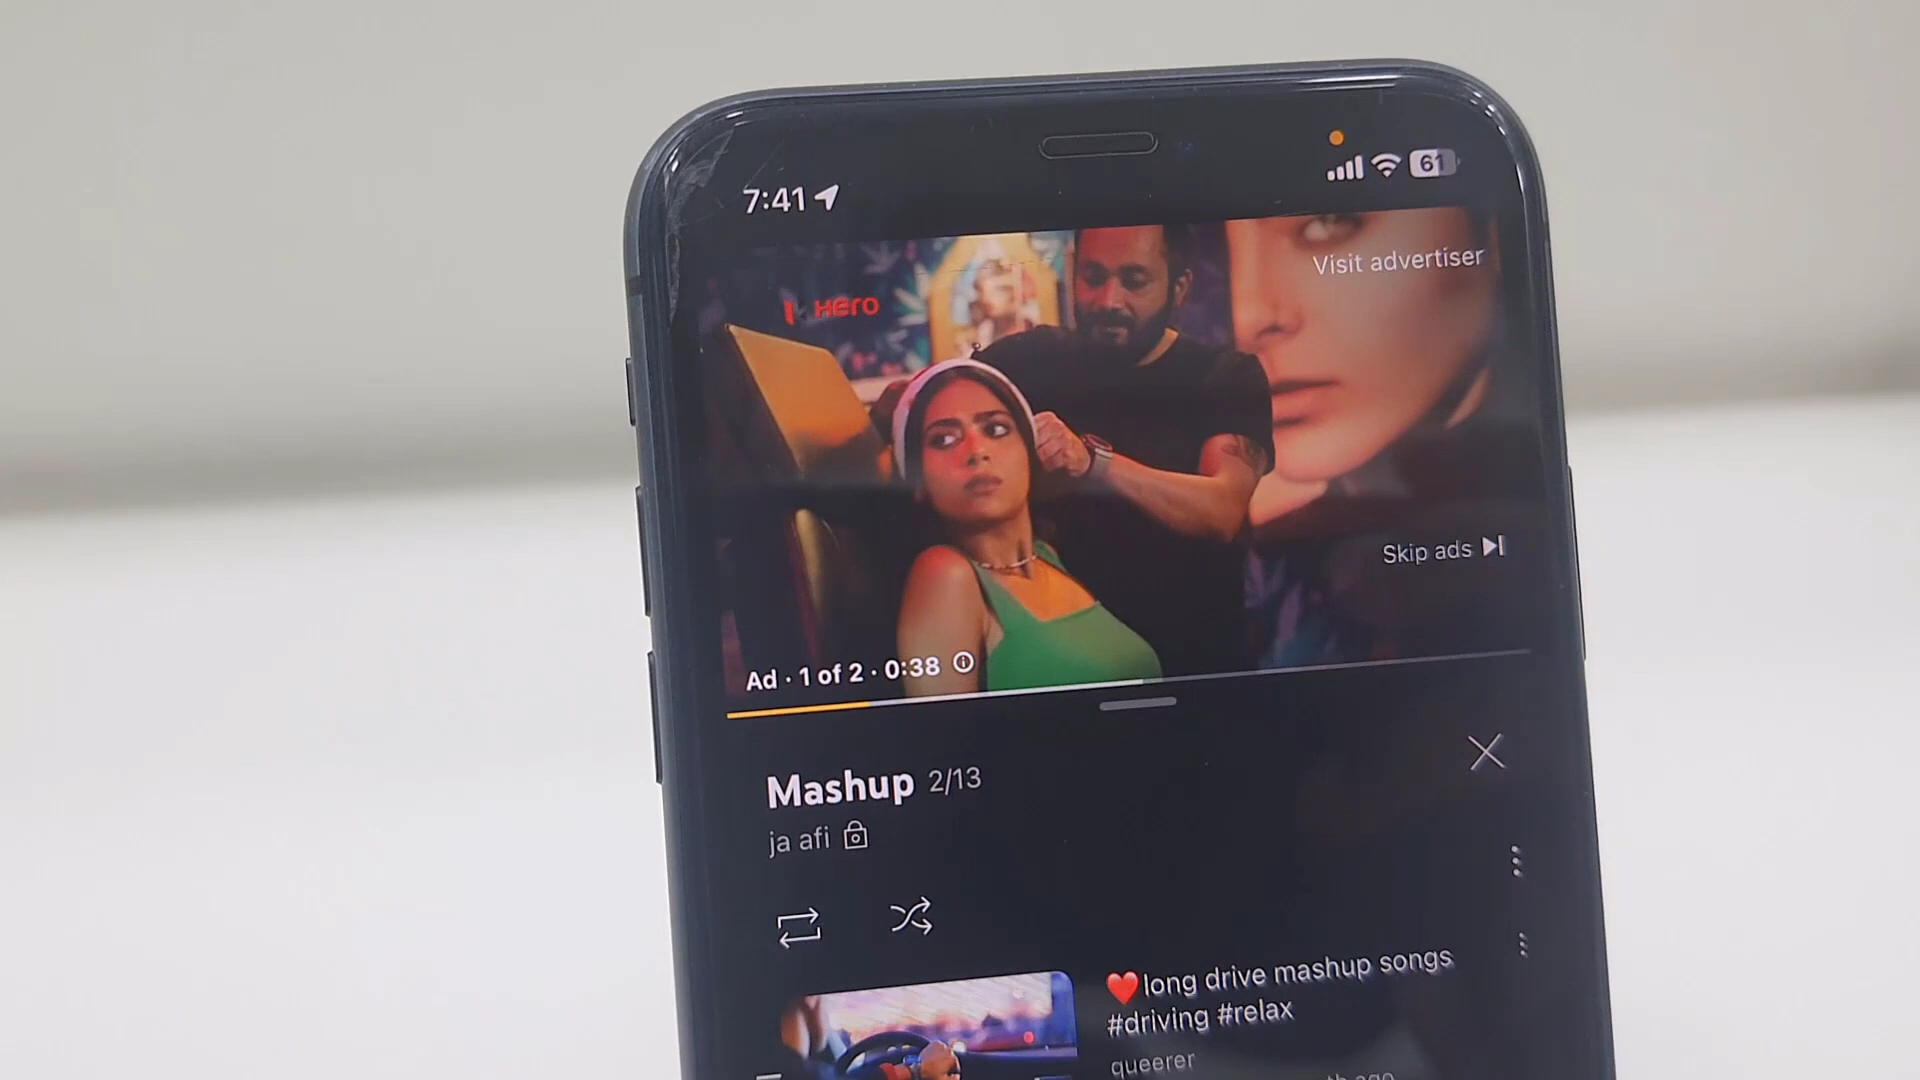 7:41
61
Visit advertiser
Hero
Skip ads
Ad · 1 of 2 · 0:38
Mashup 2/13
ja afi
❤️long drive mashup songs
#driving #relax
queerer
ago